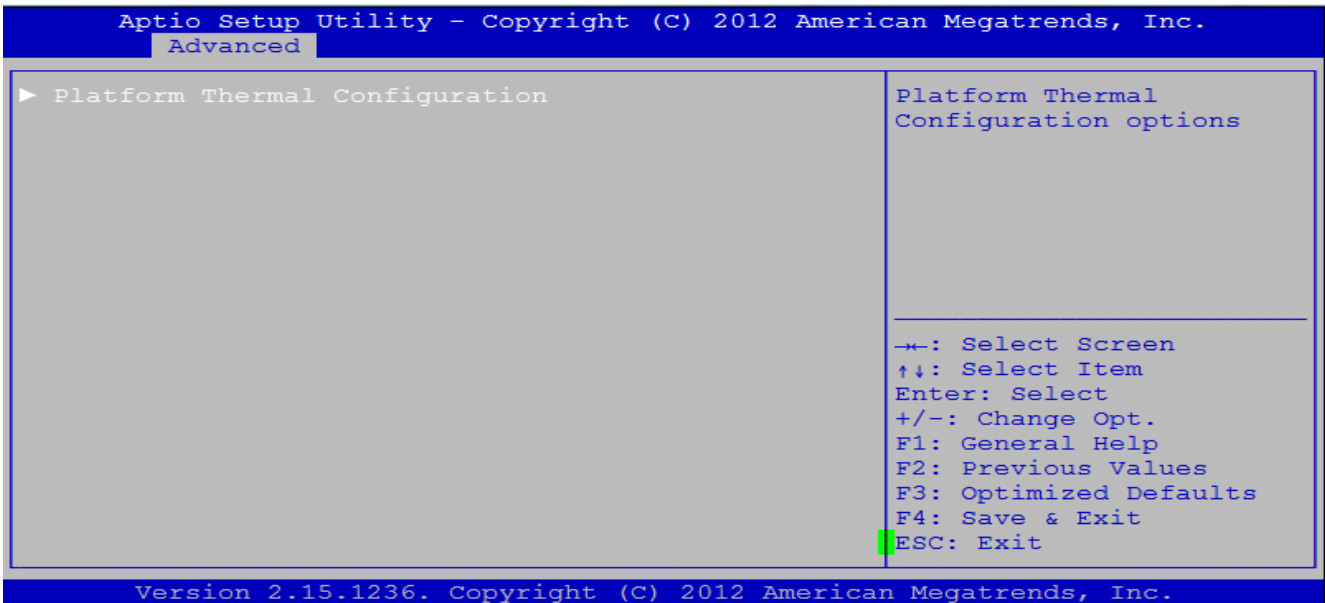 Aptio Setup Utility - Copyright (C) 2012 American Megatrends, Inc.
Advanced
► Platform Thermal Configuration
Platform Thermal
Configuration options
→←: Select Screen
↑↓: Select Item
Enter: Select
+/-: Change Opt.
F1: General Help
F2: Previous Values
F3: Optimized Defaults
F4: Save & Exit
ESC: Exit
Version 2.15.1236. Copyright (C) 2012 American Megatrends, Inc.